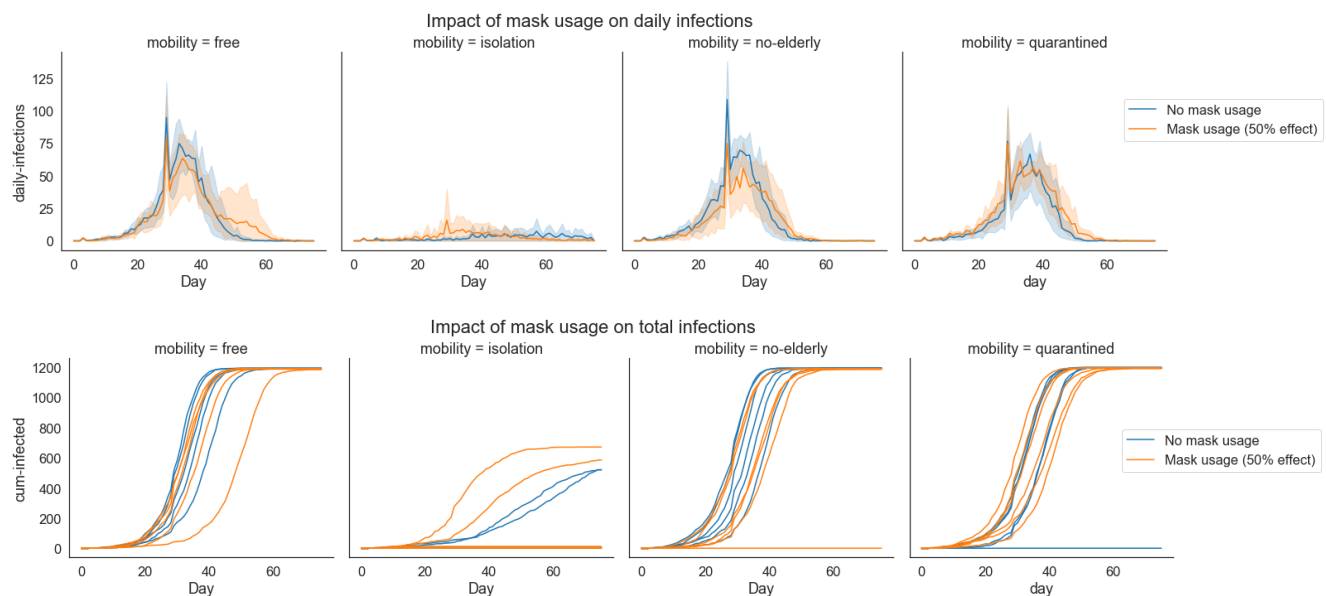 Impact of mask usage on daily infections
mobility = free
mobility = isolation
mobility = no-elderly
mobility = quarantined
daily-infections
125
100
75
50
25
0
0 20 40 60
0 20 40 60
0 20 40 60
0 20 40 60
Day
Day
Day
day
No mask usage
Mask usage (50% effect)
Impact of mask usage on total infections
mobility = free
mobility = isolation
mobility = no-elderly
mobility = quarantined
cum-infected
1200
1000
800
600
400
200
0
0 20 40 60
0 20 40 60
0 20 40 60
0 20 40 60
Day
Day
Day
day
No mask usage
Mask usage (50% effect)